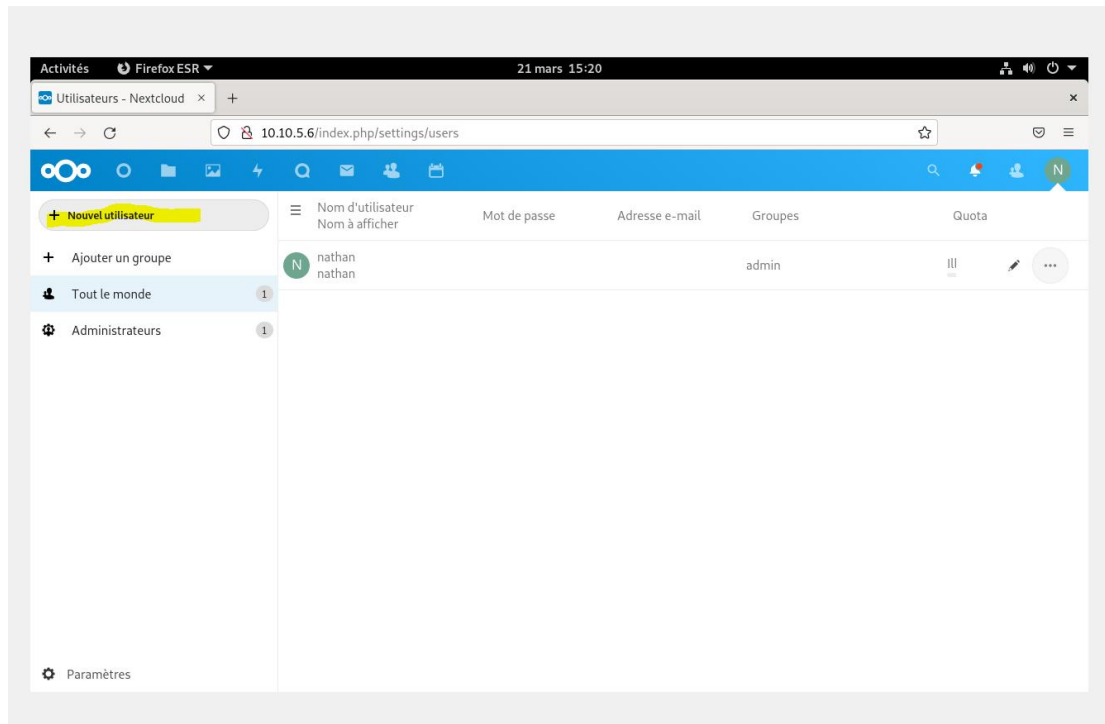 Activités Firefox ESR 21 mars 15:20
Utilisateurs - Nextcloud × +
10.10.5.6/index.php/settings/users
N
+ Nouvel utilisateur
Nom d'utilisateur
Nom à afficher
Mot de passe Adresse e-mail Groupes Quota
+ Ajouter un groupe
N
nathan
nathan
admin
Tout le monde 1
Administrateurs 1
Paramètres